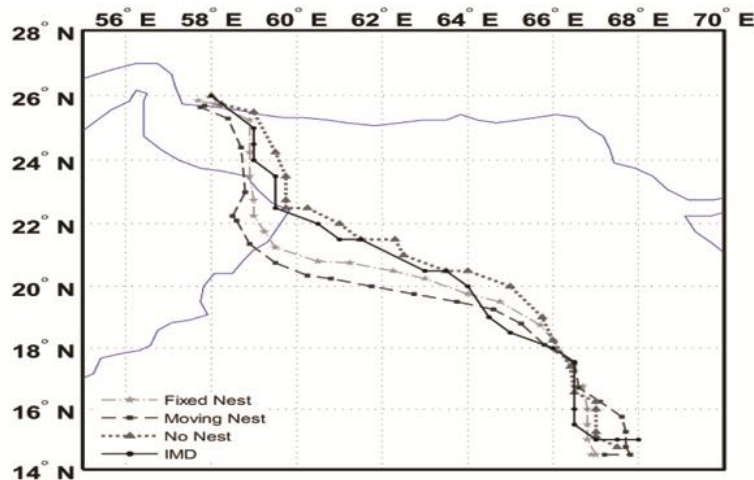 56° E 58° E 60° E 62° E 64° E 66° E 68° E 70° E
28° N
26° N
24° N
22° N
20° N
18° N
16° N
14° N
Fixed Nest
Moving Nest
No Nest
IMD